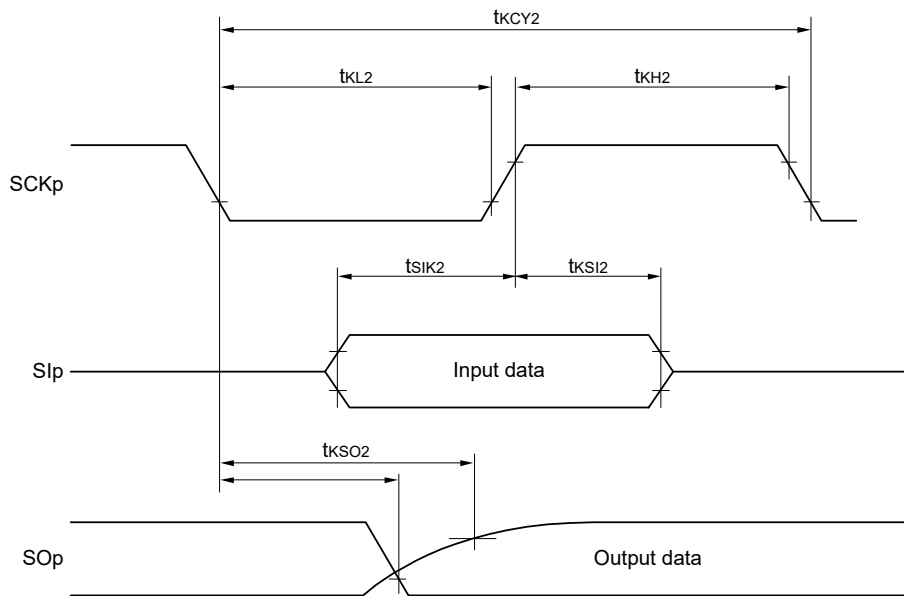 tKCY2
tKL2
tKH2
SCKp
tSIK2
tKSI2
SIp
Input data
tKSO2
SOp
Output data